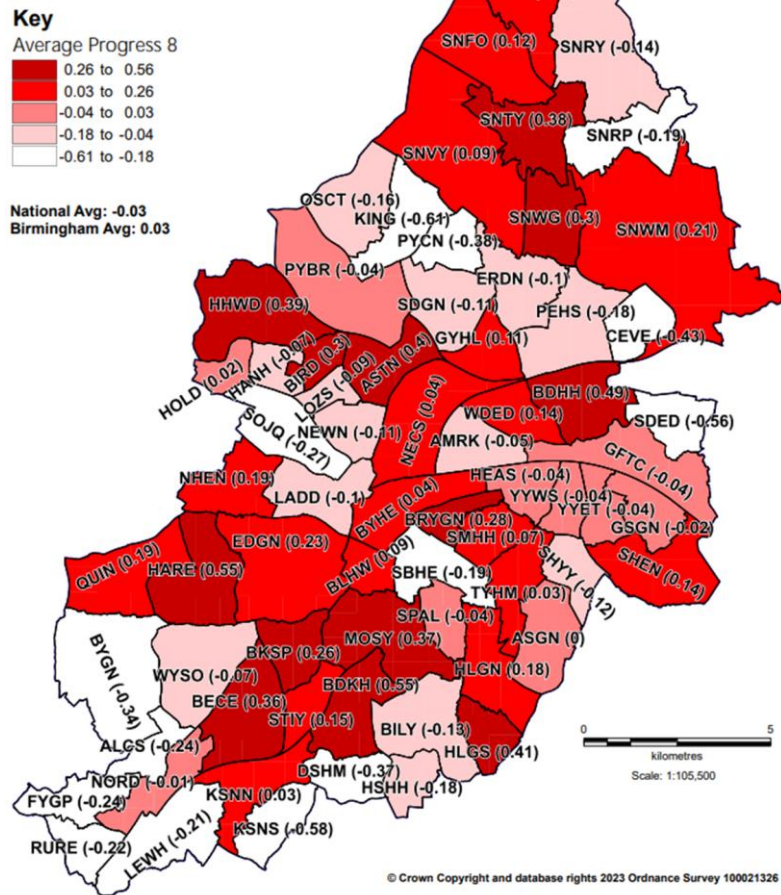 Key
Average Progress 8
0.26 to 0.56
0.03 to 0.26
-0.04 to 0.03
-0.18 to -0.04
-0.61 to -0.18
National Avg: -0.03
Birmingham Avg: 0.03
SNFO (0.12)
SNRY (-0.14)
SNTY (0.38)
SNRP (-0.19)
SNVY (0.09)
OSCT (-0.16)
KING (-0.61)
SNWG (0.3)
SNWM (0.21)
PYCN (-0.38)
PYBR (-0.04)
ERDN (-0.1)
HHWD (0.39)
SDGN (-0.11)
PEHS (-0.18)
GYHL (0.11)
CEVE (-0.43)
HANH (-0.07)
BIRD (0.3)
ASTN (0.4)
HOLD (0.02)
LOZS (-0.09)
BDHH (0.49)
NECS (0.04)
WDED (0.14)
SDED (-0.56)
SOJQ (-0.27)
NEWN (-0.11)
AMRK (-0.05)
GFTC (-0.04)
NHEN (0.19)
HEAS (-0.04)
LADD (-0.1)
YYWS (-0.04)
BYHE (0.04)
YYET (-0.04)
BRYGN (0.28)
GSGN (-0.02)
EDGN (0.23)
SMHH (0.07)
QUIN (0.19)
HARE (0.55)
BLHW (0.09)
SHYY (-0.12)
SHEN (0.14)
SBHE (-0.19)
TYHM (0.03)
SPAL (-0.04)
MOSY (0.37)
ASGN (0)
BYGN (-0.34)
BKSP (0.26)
WYSO (-0.07)
HLGN (0.18)
BDKH (0.55)
BECE (0.36)
STIY (0.15)
BILY (-0.13)
ALCS (-0.24)
HLGS (0.41)
DSHM (-0.37)
NORD (-0.01)
HSHH (-0.18)
FYGP (-0.24)
KSNN (0.03)
LEWH (-0.21)
KSNS (-0.58)
RURE (-0.22)
0 5
kilometres
Scale: 1:105,500
© Crown Copyright and database rights 2023 Ordnance Survey 100021326